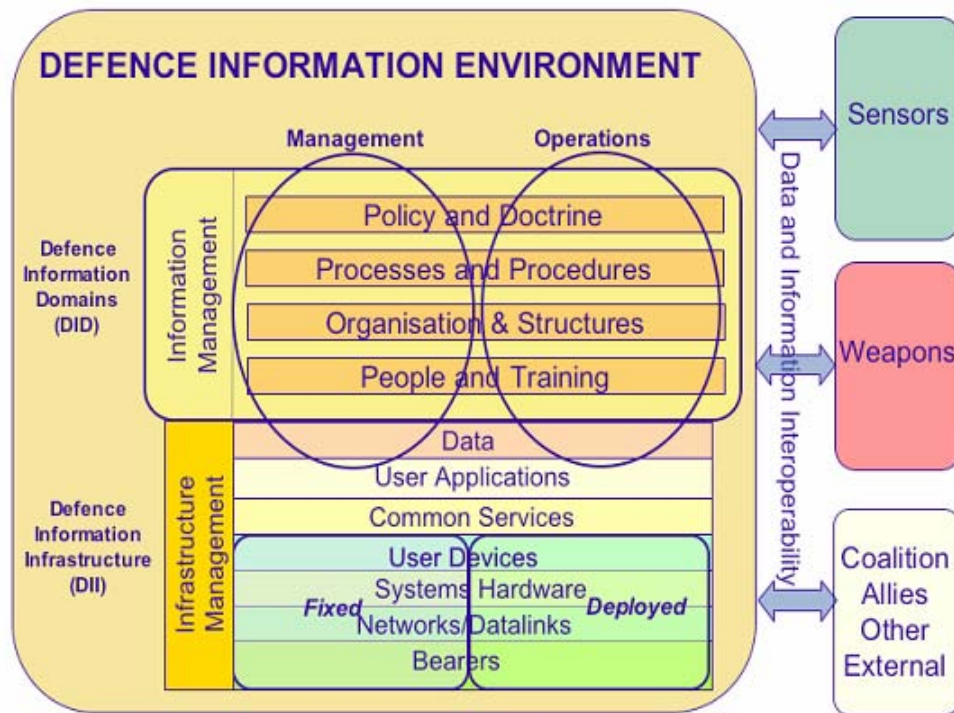 DEFENCE INFORMATION ENVIRONMENT
Management
Operations
Defence
Information
Domains
(DID)
Information
Management
Policy and Doctrine
Processes and Procedures
Organisation & Structures
People and Training
Defence
Information
Infrastructure
(DII)
Infrastructure
Management
Data
User Applications
Common Services
User Devices
Systems Hardware
Fixed
Deployed
Networks/Datalinks
Bearers
Data and Information Interoperability
Sensors
Weapons
Coalition
Allies
Other
External